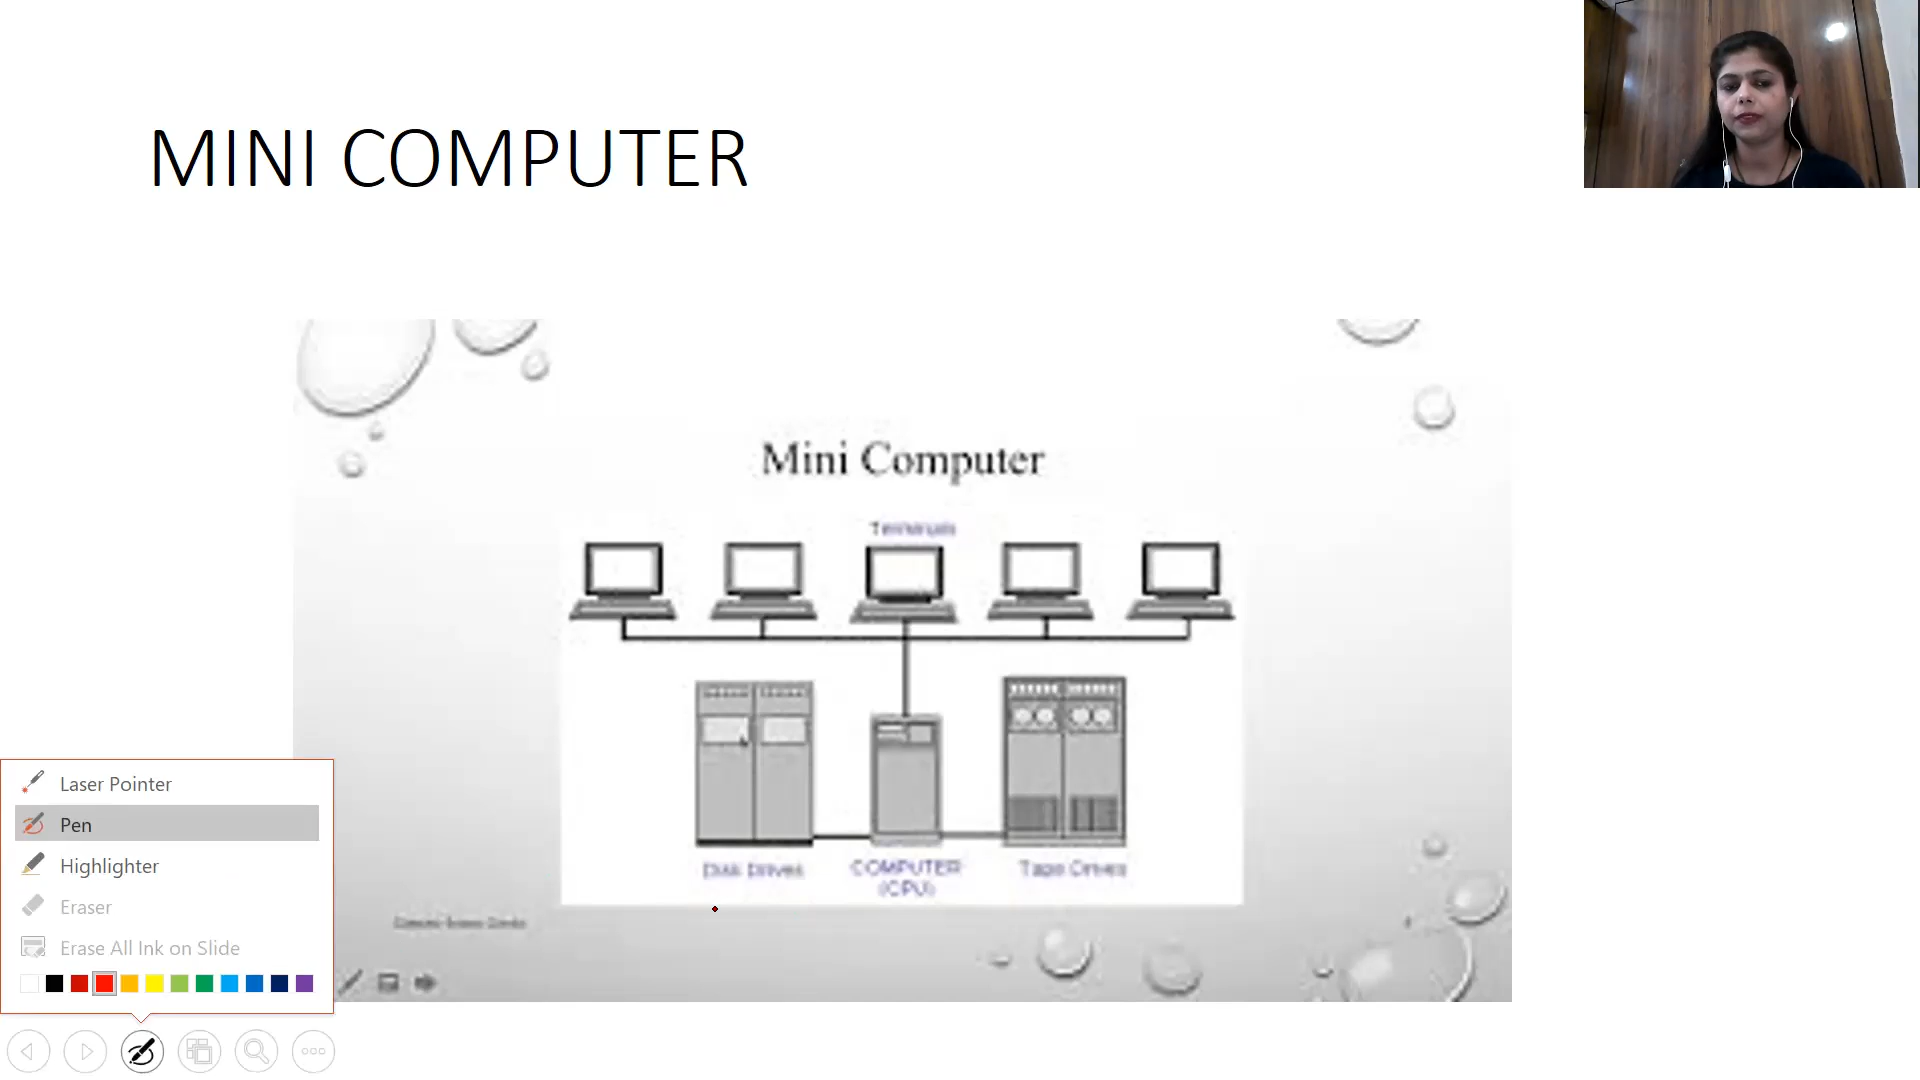 MINI COMPUTER
Mini Computer
Terminals
Disk Drives
COMPUTER
(CPU)
Tape Drives
Laser Pointer
Pen
Highlighter
Eraser
Erase All Ink on Slide